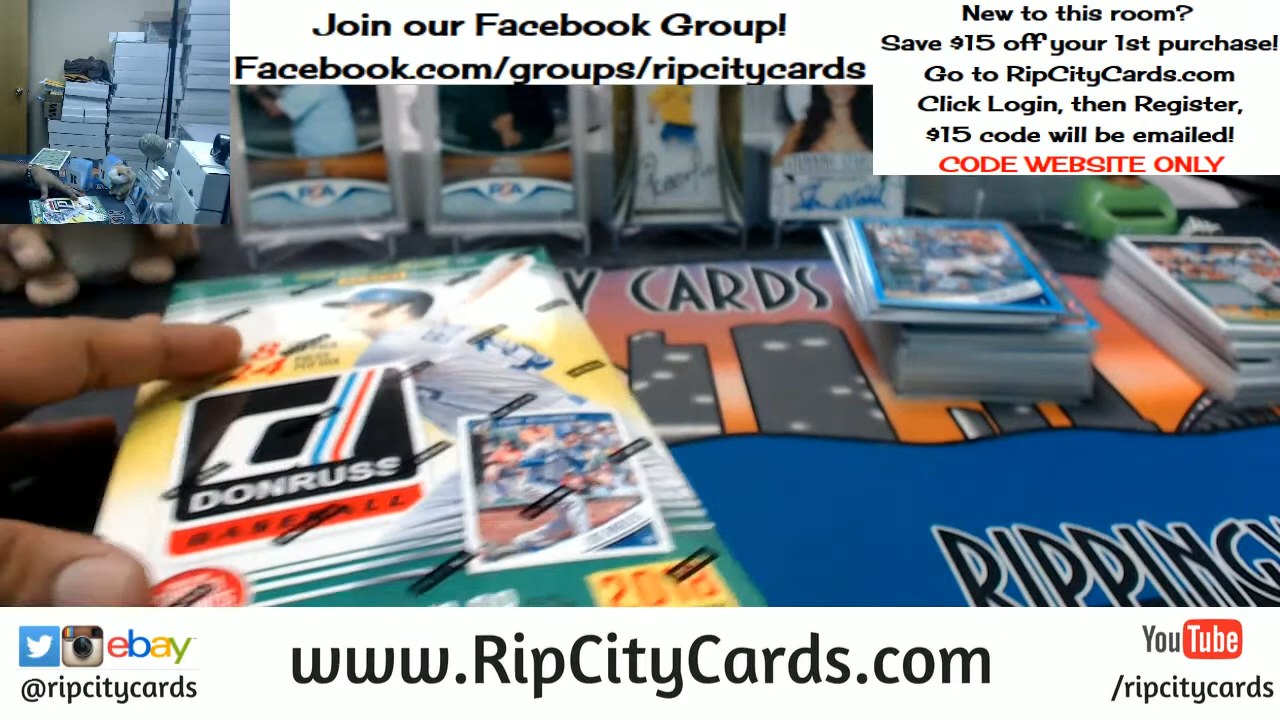 Join our Facebook Group!
Facebook.com/groups/ripcitycards
New to this room?
Save $15 off your 1st purchase!
Go to RipCityCards.com
Click Login, then Register,
$15 code will be emailed!
CODE WEBSITE ONLY
CARDS
DONRUSS
BASEBALL
2018
RIPPING
ebay
@ripcitycards
www.RipCityCards.com
YouTube
/ripcitycards